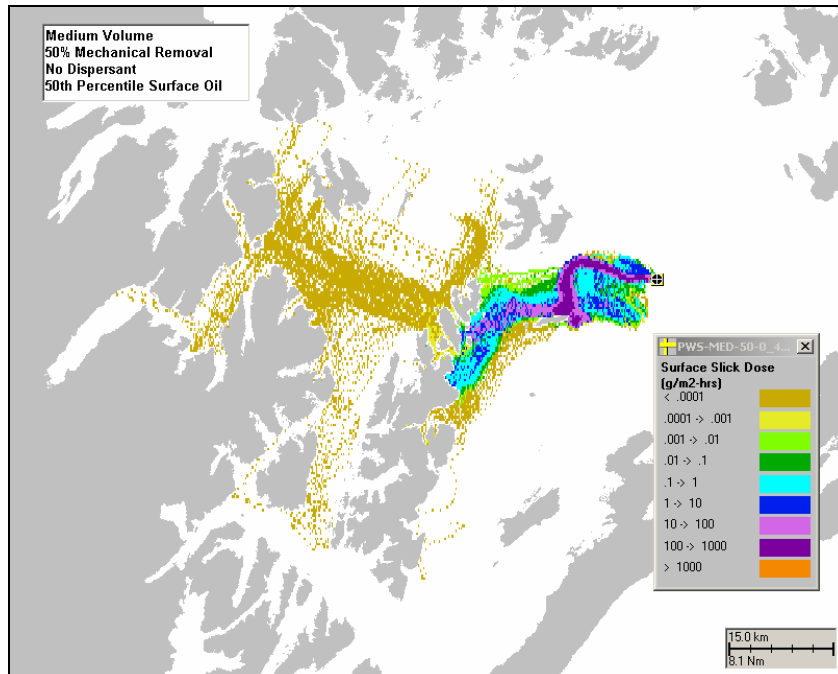 Medium Volume
50% Mechanical Removal
No Dispersant
50th Percentile Surface Oil
PWS-MED-50-0_4...
Surface Slick Dose
(g/m2-hrs)
< .0001
.0001 -> .001
.001 -> .01
.01 -> .1
.1 -> 1
1 -> 10
10 -> 100
100 -> 1000
> 1000
15.0 km
8.1 Nm